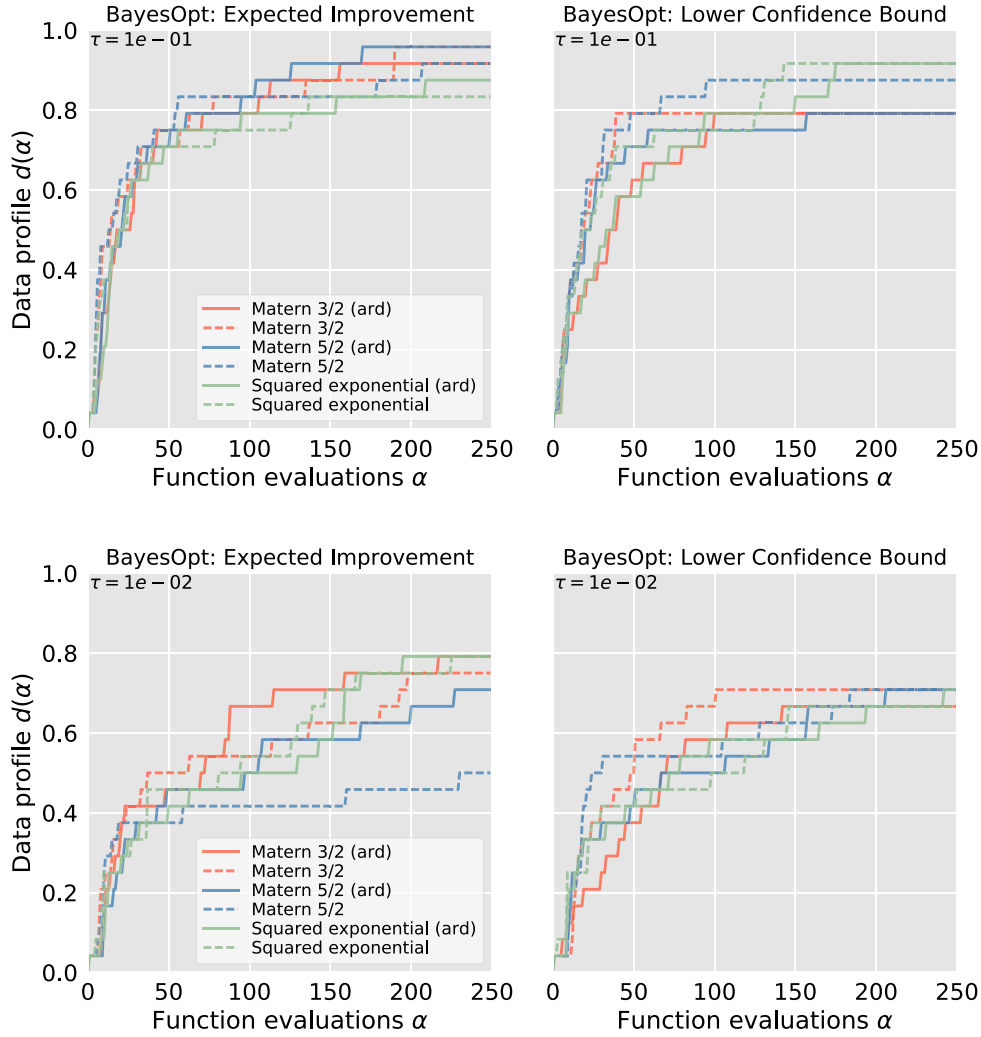 BayesOpt: Expected Improvement
BayesOpt: Lower Confidence Bound
1.0
0.8
0.6
0.4
0.2
0.0
Data profile d(α)
τ = 1e − 01
Matern 3/2 (ard)
Matern 3/2
Matern 5/2 (ard)
Matern 5/2
Squared exponential (ard)
Squared exponential
0 50 100 150 200 250
Function evaluations α
τ = 1e − 01
0 50 100 150 200 250
Function evaluations α
BayesOpt: Expected Improvement
BayesOpt: Lower Confidence Bound
1.0
0.8
0.6
0.4
0.2
0.0
Data profile d(α)
τ = 1e − 02
Matern 3/2 (ard)
Matern 3/2
Matern 5/2 (ard)
Matern 5/2
Squared exponential (ard)
Squared exponential
0 50 100 150 200 250
Function evaluations α
τ = 1e − 02
0 50 100 150 200 250
Function evaluations α